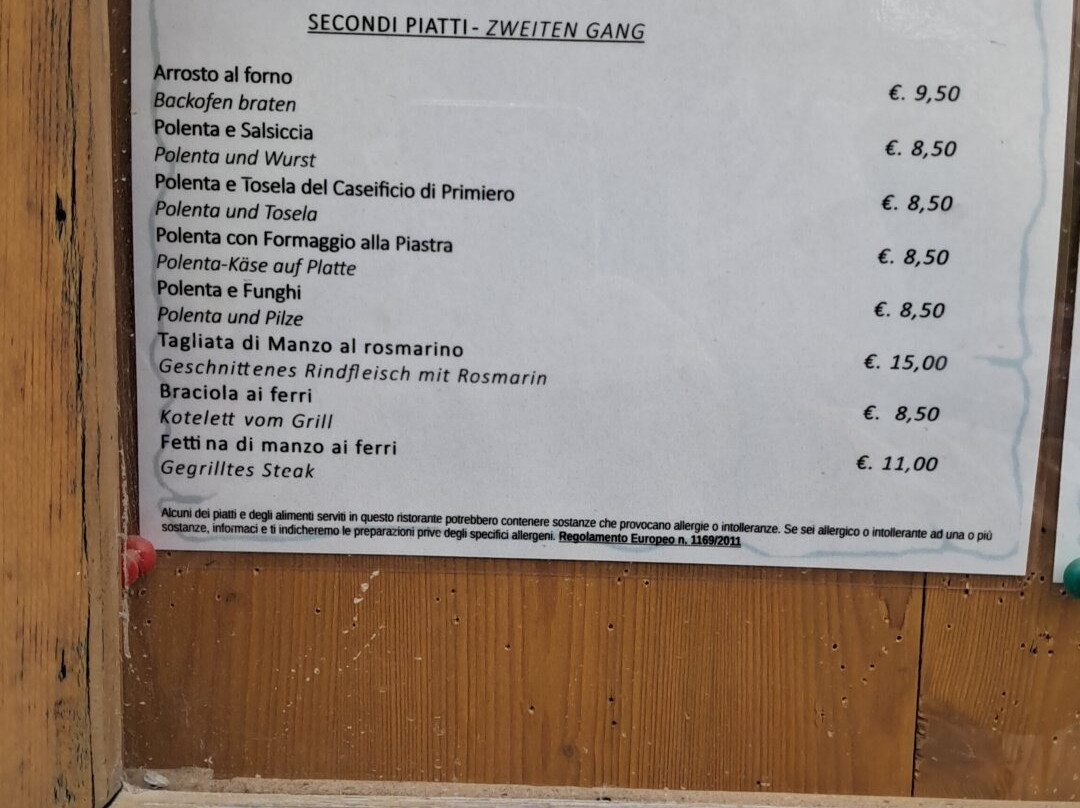 SECONDI PIATTI - ZWEITEN GANG
Arrosto al forno
Backofen braten
€. 9,50
Polenta e Salsiccia
Polenta und Wurst
€. 8,50
Polenta e Tosela del Caseificio di Primiero
Polenta und Tosela
€. 8,50
Polenta con Formaggio alla Piastra
Polenta-Käse auf Platte
€. 8,50
Polenta e Funghi
Polenta und Pilze
€. 8,50
Tagliata di Manzo al rosmarino
Geschnittenes Rindfleisch mit Rosmarin
€. 15,00
Braciola ai ferri
Kotelett vom Grill
€. 8,50
Fettina di manzo ai ferri
Gegrilltes Steak
€. 11,00
Alcuni dei piatti e degli alimenti serviti in questo ristorante potrebbero contenere sostanze che provocano allergie o intolleranze. Se sei allergico o intollerante ad una o più
sostanze, informaci e ti indicheremo le preparazioni prive degli specifici allergeni. Regolamento Europeo n. 1169/2011